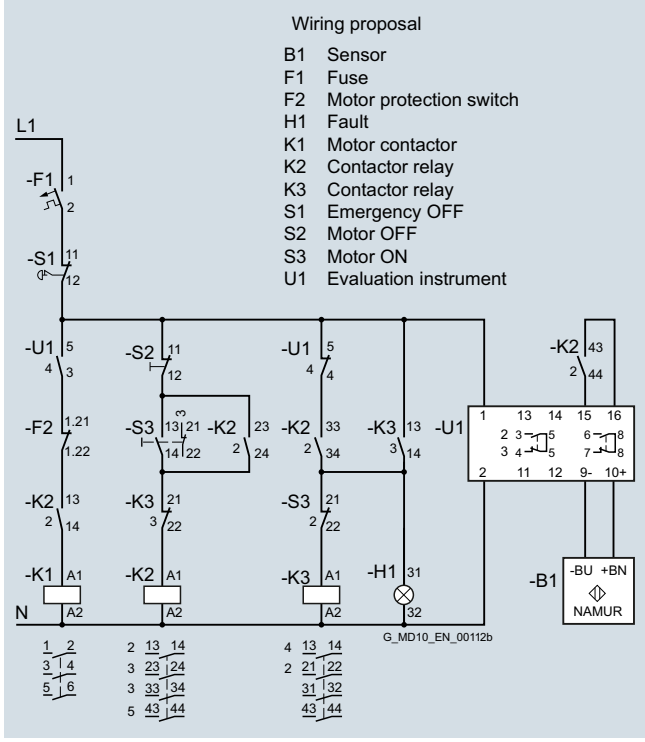 Wiring proposal
B1 Sensor
F1 Fuse
F2 Motor protection switch
H1 Fault
K1 Motor contactor
K2 Contactor relay
K3 Contactor relay
S1 Emergency OFF
S2 Motor OFF
S3 Motor ON
U1 Evaluation instrument
L1
-F1 1
2
-S1 11
12
-U1 5
4 3
-S2 11
12
-U1 5
4 4
-K2 43
2 44
-F2 1.21
1.22
-S3 13 3 21
14 22
-K2 23
2 24
-K2 33
2 34
-K3 13
3 14
-U1
1 13 14 15 16
2 3 5 6 8
3 4 5 7 8
2 11 12 9- 10+
-K2 13
2 14
-K3 21
3 22
-S3 21
2 22
-K1 A1
A2
-K2 A1
A2
-K3 A1
A2
-H1 31
32
-B1
-BU +BN
NAMUR
N
G_MD10_EN_00112b
1 2
3 4
5 6
2 13 14
3 23 24
3 33 34
5 43 44
4 13 14
2 21 22
31 32
43 44